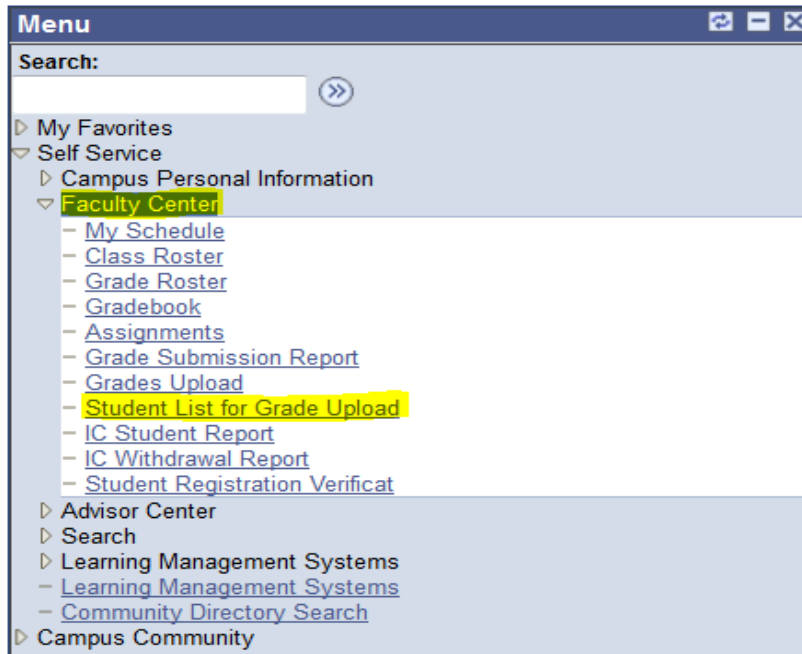 Menu
Search:
My Favorites
Self Service
Campus Personal Information
Faculty Center
My Schedule
Class Roster
Grade Roster
Gradebook
Assignments
Grade Submission Report
Grades Upload
Student List for Grade Upload
IC Student Report
IC Withdrawal Report
Student Registration Verificat
Advisor Center
Search
Learning Management Systems
Learning Management Systems
Community Directory Search
Campus Community